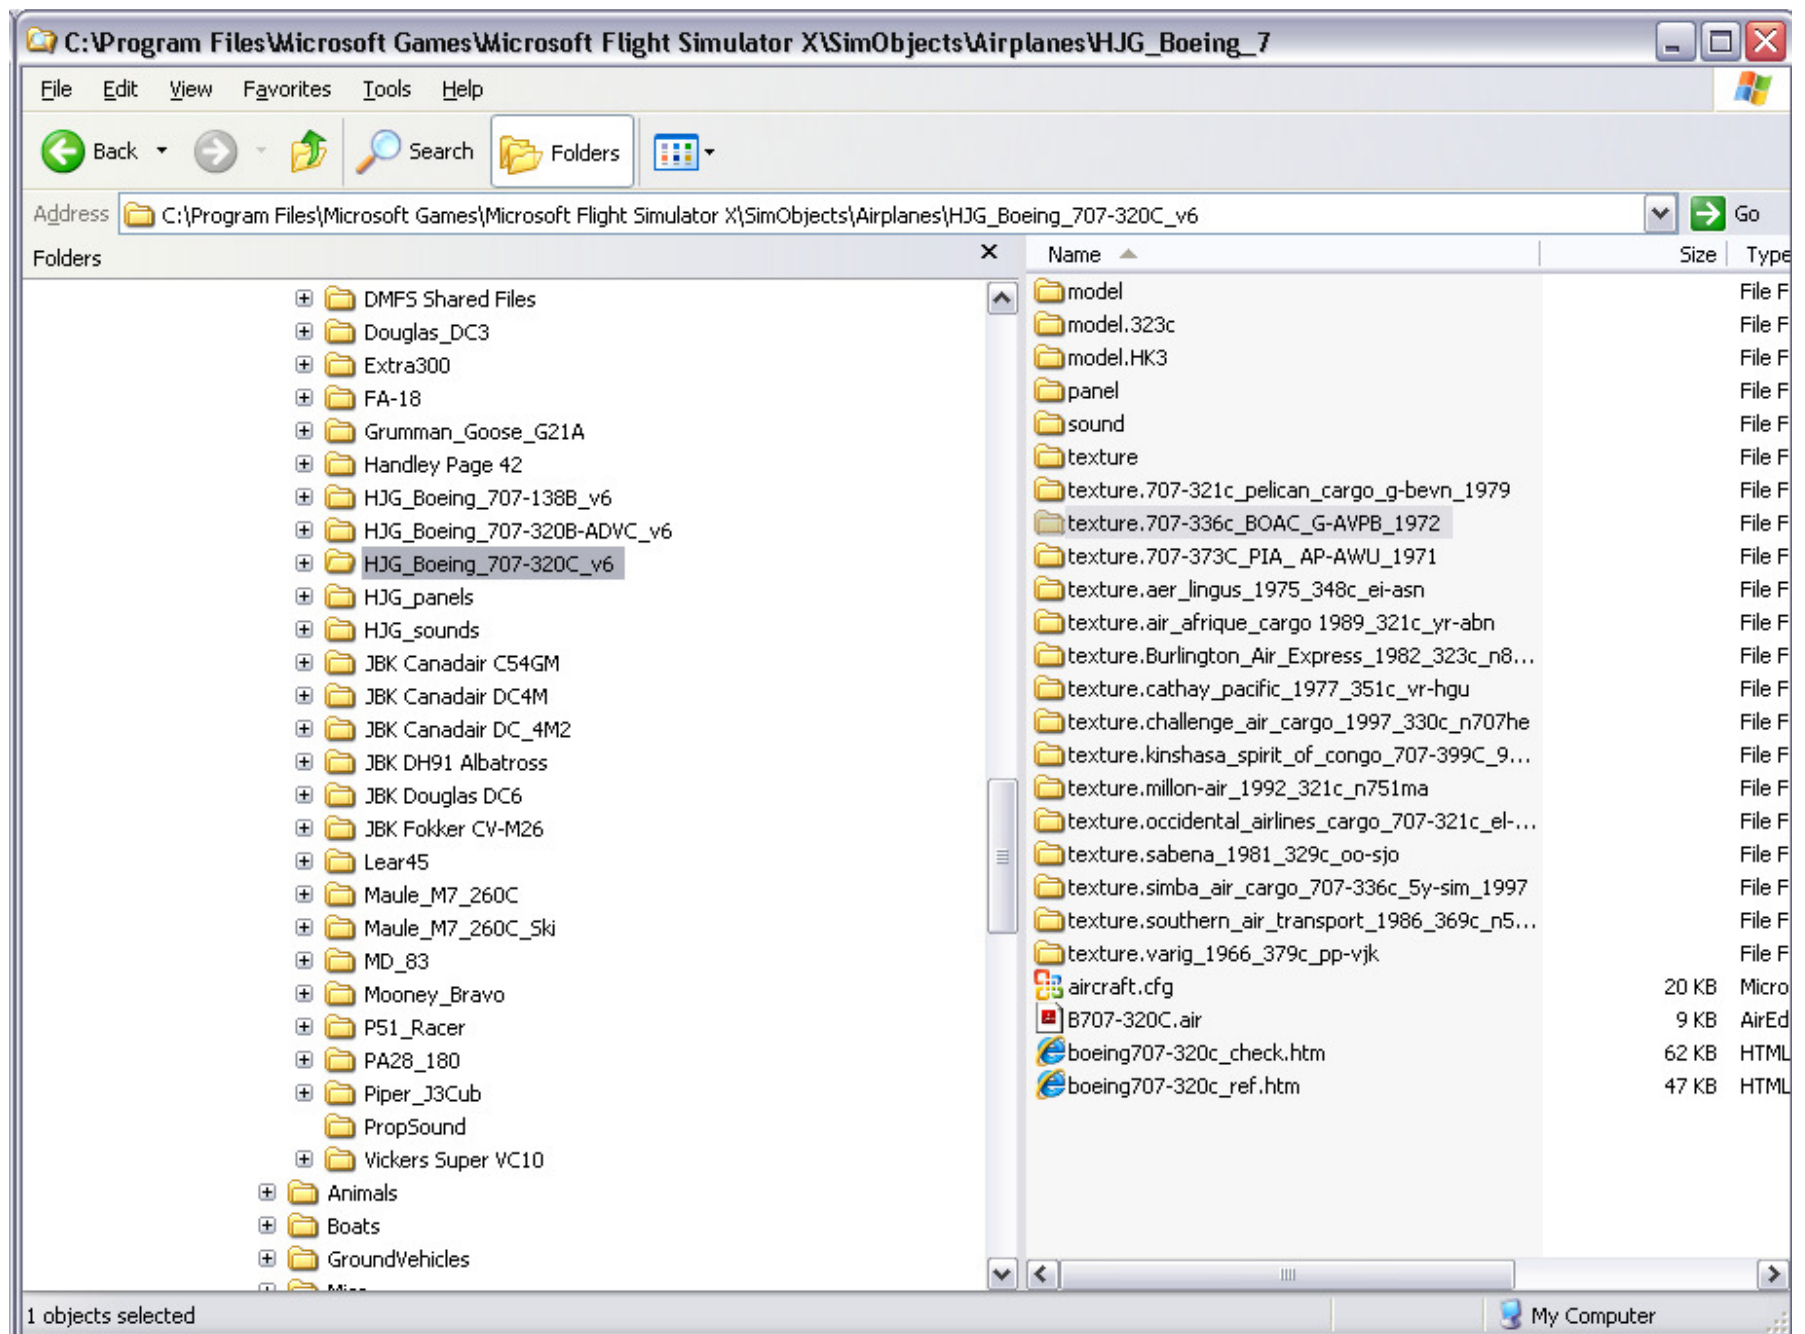 C:\Program Files\Microsoft Games\Microsoft Flight Simulator X\SimObjects\Airplanes\HJG_Boeing_7
File Edit View Favorites Tools Help
Back Search Folders
Address C:\Program Files\Microsoft Games\Microsoft Flight Simulator X\SimObjects\Airplanes\HJG_Boeing_707-320C_v6 Go
Folders
DMFS Shared Files
Douglas_DC3
Extra300
FA-18
Grumman_Goose_G21A
Handley Page 42
HJG_Boeing_707-138B_v6
HJG_Boeing_707-320B-ADVC_v6
HJG_Boeing_707-320C_v6
HJG_panels
HJG_sounds
JBK Canadair C54GM
JBK Canadair DC4M
JBK Canadair DC_4M2
JBK DH91 Albatross
JBK Douglas DC6
JBK Fokker CV-M26
Lear45
Maule_M7_260C
Maule_M7_260C_Ski
MD_83
Mooney_Bravo
P51_Racer
PA28_180
Piper_J3Cub
PropSound
Vickers Super VC10
Animals
Boats
GroundVehicles
Name Size Type
model File F
model.323c File F
model.HK3 File F
panel File F
sound File F
texture File F
texture.707-321c_pelican_cargo_g-bevn_1979 File F
texture.707-336c_BOAC_G-AVPB_1972 File F
texture.707-373C_PIA_ AP-AWU_1971 File F
texture.aer_lingus_1975_348c_ei-asn File F
texture.air_afrique_cargo 1989_321c_yr-abn File F
texture.Burlington_Air_Express_1982_323c_n8... File F
texture.cathay_pacific_1977_351c_vr-hgu File F
texture.challenge_air_cargo_1997_330c_n707he File F
texture.kinshasa_spirit_of_congo_707-399C_9... File F
texture.millon-air_1992_321c_n751ma File F
texture.occidental_airlines_cargo_707-321c_el-... File F
texture.sabena_1981_329c_oo-sjo File F
texture.simba_air_cargo_707-336c_5y-sim_1997 File F
texture.southern_air_transport_1986_369c_n5... File F
texture.varig_1966_379c_pp-vjk File F
aircraft.cfg 20 KB Micro
B707-320C.air 9 KB AirEd
boeing707-320c_check.htm 62 KB HTML
boeing707-320c_ref.htm 47 KB HTML
1 objects selected My Computer